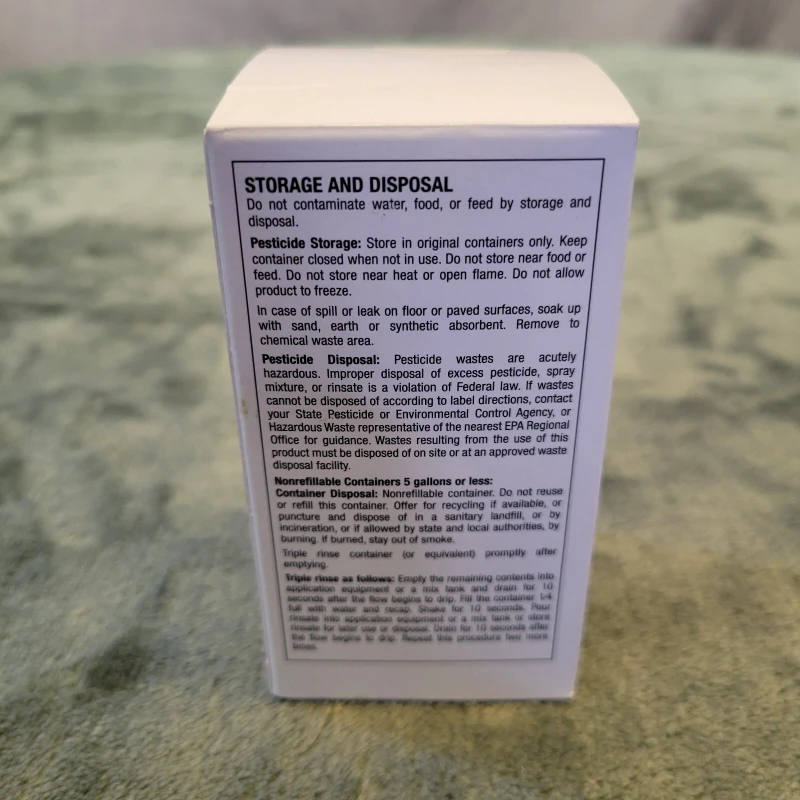 STORAGE AND DISPOSAL
Do not contaminate water, food, or feed by storage and
disposal.
Pesticide Storage: Store in original containers only. Keep
container closed when not in use. Do not store near food or
feed. Do not store near heat or open flame. Do not allow
product to freeze.
In case of spill or leak on floor or paved surfaces, soak up
with sand, earth or synthetic absorbent. Remove to
chemical waste area.
Pesticide Disposal: Pesticide wastes are acutely
hazardous. Improper disposal of excess pesticide, spray
mixture, or rinsate is a violation of Federal law. If wastes
cannot be disposed of according to label directions, contact
your State Pesticide or Environmental Control Agency, or
Hazardous Waste representative of the nearest EPA Regional
Office for guidance. Wastes resulting from the use of this
product must be disposed of on site or at an approved waste
disposal facility.
Nonrefillable Containers 5 gallons or less:
Container Disposal: Nonrefillable container. Do not reuse
or refill this container. Offer for recycling if available, or
puncture and dispose of in a sanitary landfill, or by
incineration, or if allowed by state and local authorities, by
burning. If burned, stay out of smoke.
Triple rinse container (or equivalent) promptly after
emptying.
Triple rinse as follows: Empty the remaining contents into
application equipment or a mix tank and drain for 10
seconds after the flow begins to drip. Fill the container 1/4
full with water and recap. Shake for 10 seconds. Pour
rinsate into application equipment or a mix tank or store
rinsate for later use or disposal. Drain for 10 seconds after
the flow begins to drip. Repeat this procedure two more
times.